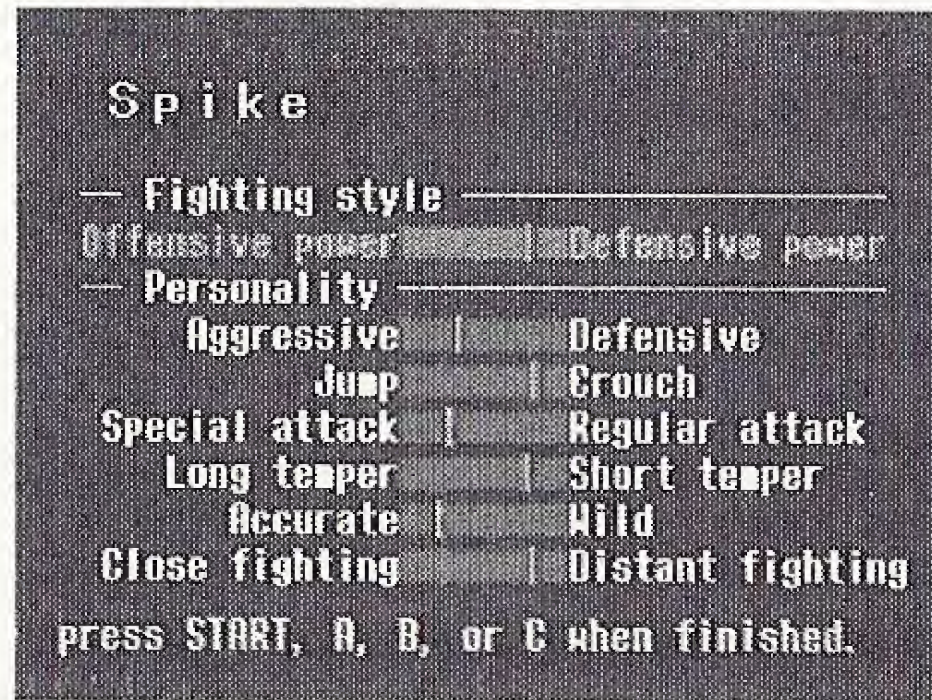 Spike
Fighting style
Offensive power Defensive power
Personality
Aggressive Defensive
Jump Crouch
Special attack Regular attack
Long temper Short temper
Accurate Wild
Close fighting Distant fighting
press START, A, B, or C when finished.